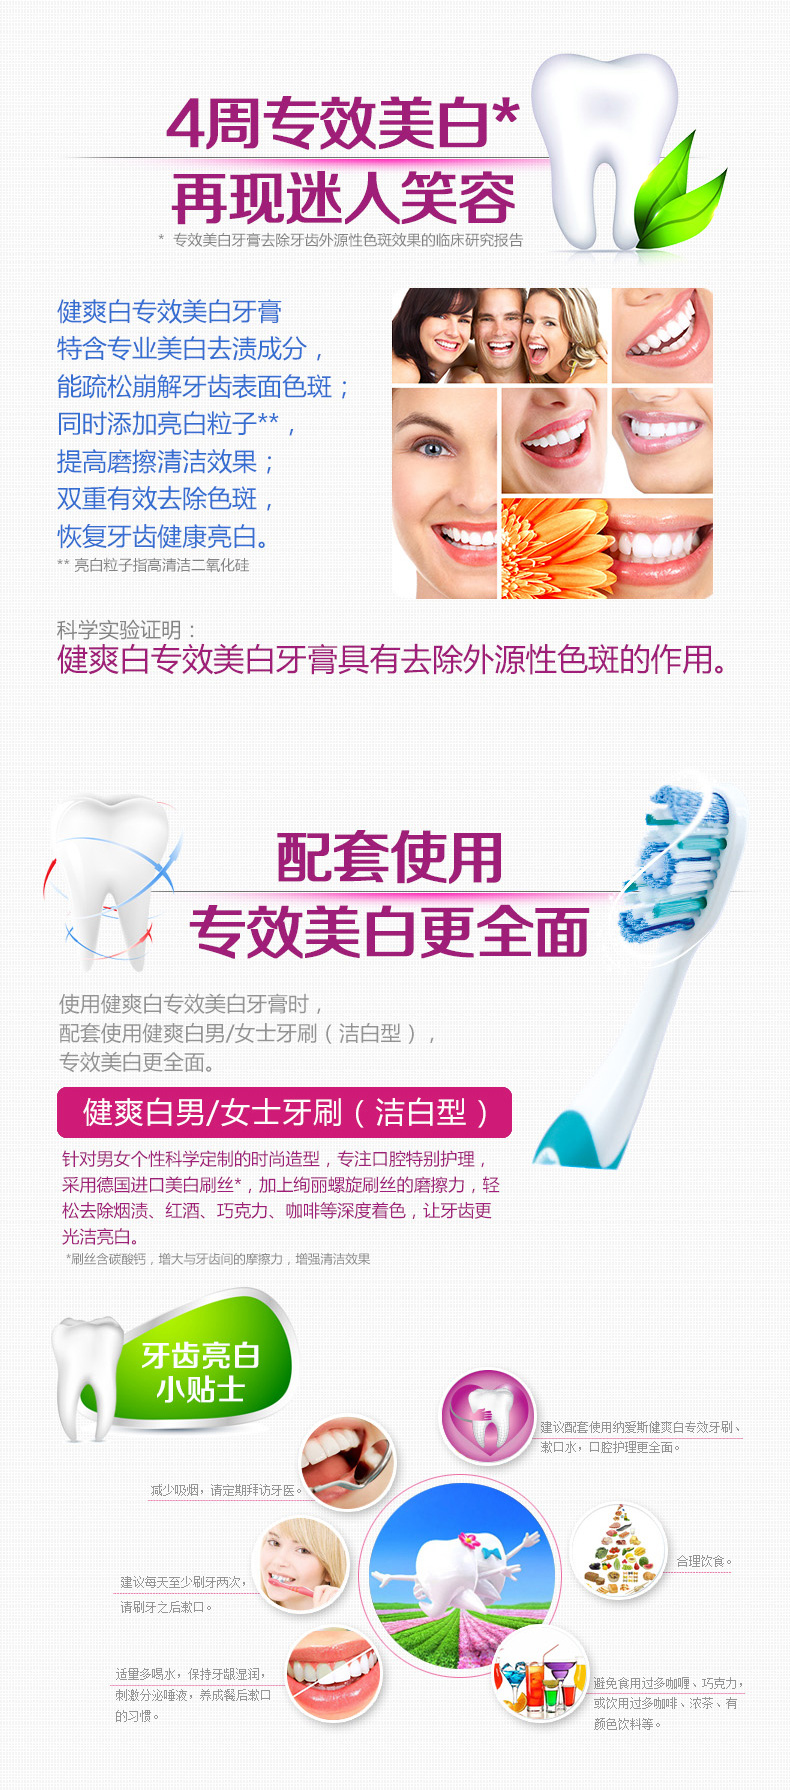 4周专效美白*
再现迷人笑容
* 专效美白牙膏去除牙齿外源性色斑效果的临床研究报告
健爽白专效美白牙膏
特含专业美白去渍成分，
能疏松崩解牙齿表面色斑；
同时添加亮白粒子**，
提高磨擦清洁效果；
双重有效去除色斑，
恢复牙齿健康亮白。
** 亮白粒子指高清洁二氧化硅
科学实验证明：
健爽白专效美白牙膏具有去除外源性色斑的作用。
配套使用
专效美白更全面
使用健爽白专效美白牙膏时，
配套使用健爽白男/女士牙刷（洁白型），
专效美白更全面。
健爽白男/女士牙刷（洁白型）
针对男女个性科学定制的时尚造型，专注口腔特别护理，
采用德国进口美白刷丝*，加上绚丽螺旋刷丝的磨擦力，轻
松去除烟渍、红酒、巧克力、咖啡等深度着色，让牙齿更
光洁亮白。
*刷丝含碳酸钙，增大与牙齿间的摩擦力，增强清洁效果
牙齿亮白
小贴士
建议配套使用纳爱斯健爽白专效牙刷、
漱口水，口腔护理更全面。
减少吸烟，请定期拜访牙医。
合理饮食。
建议每天至少刷牙两次，
请刷牙之后漱口。
适量多喝水，保持牙龈湿润，
刺激分泌唾液，养成餐后漱口
的习惯。
避免食用过多咖喱、巧克力，
或饮用过多咖啡、浓茶、有
颜色饮料等。